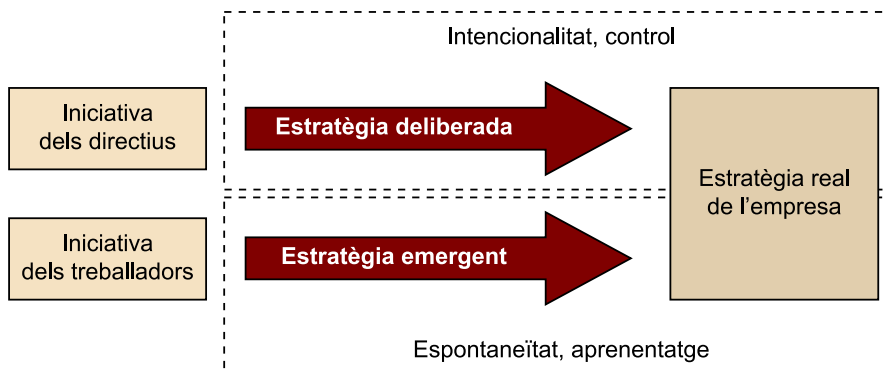 Intencionalitat, control
Iniciativa
dels directius
Estratègia deliberada
Estratègia real
de l’empresa
Iniciativa
dels treballadors
Estratègia emergent
Espontaneïtat, aprenentatge